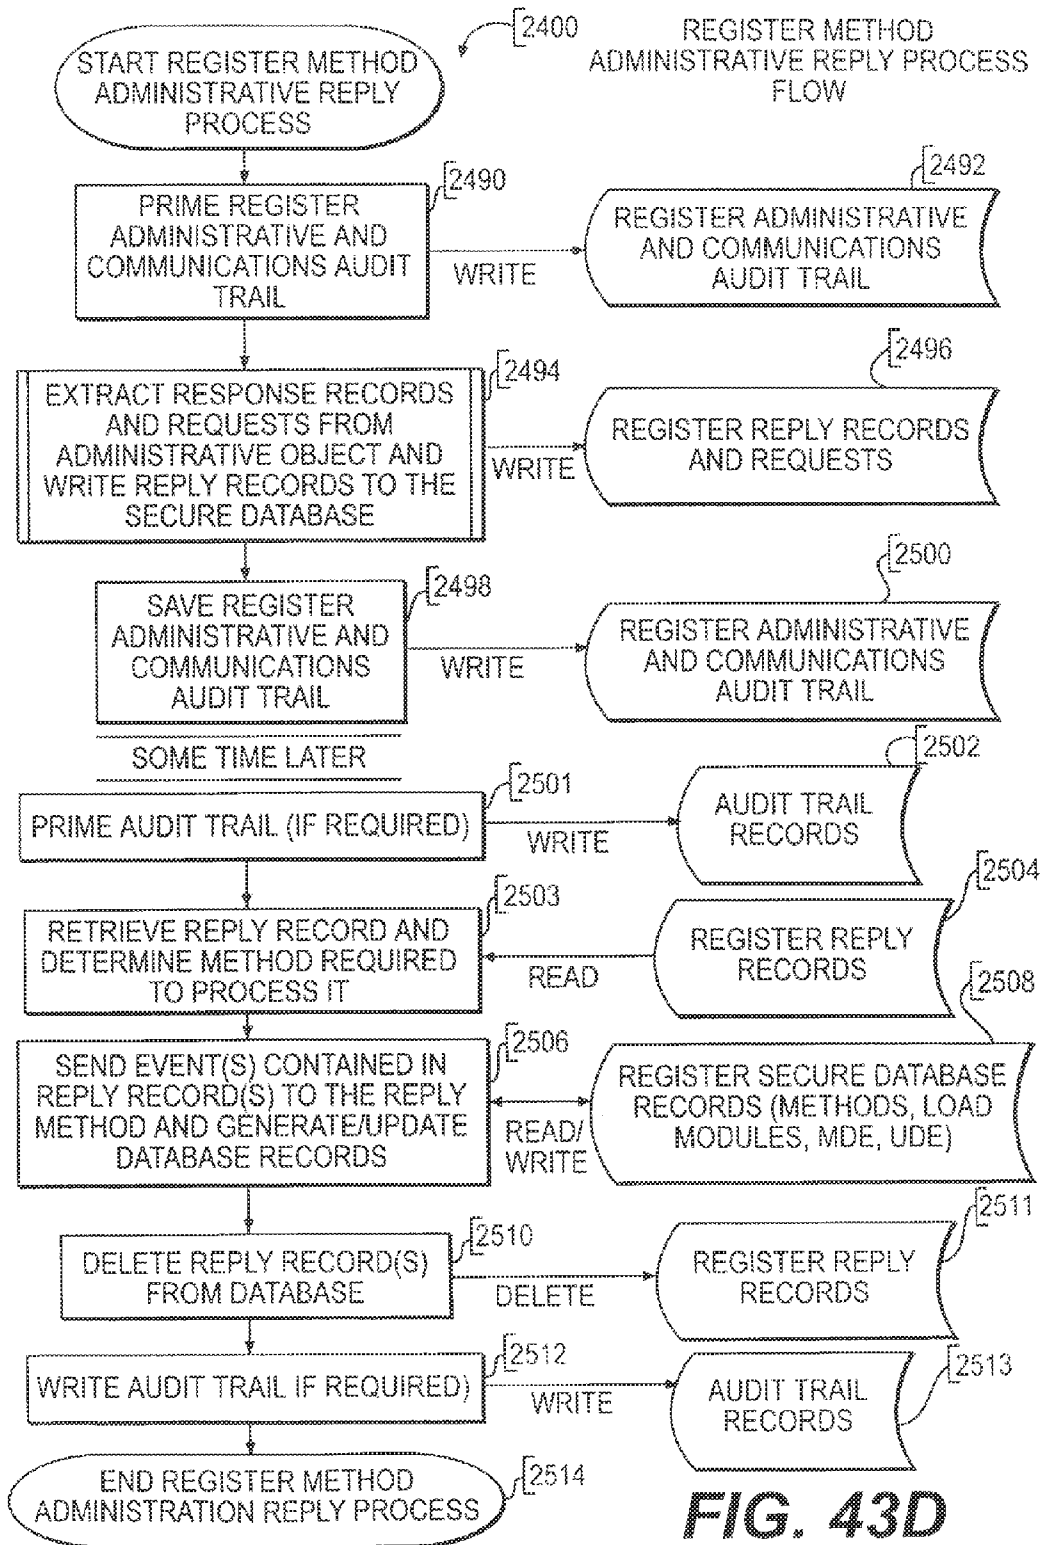 2400
REGISTER METHOD
ADMINISTRATIVE REPLY PROCESS
FLOW
START REGISTER METHOD
ADMINISTRATIVE REPLY
PROCESS
2490
PRIME REGISTER
ADMINISTRATIVE AND
COMMUNICATIONS AUDIT
TRAIL
WRITE
2492
REGISTER ADMINISTRATIVE
AND COMMUNICATIONS
AUDIT TRAIL
2494
EXTRACT RESPONSE RECORDS
AND REQUESTS FROM
ADMINISTRATIVE OBJECT AND
WRITE REPLY RECORDS TO THE
SECURE DATABASE
WRITE
2496
REGISTER REPLY RECORDS
AND REQUESTS
2498
SAVE REGISTER
ADMINISTRATIVE AND
COMMUNICATIONS
AUDIT TRAIL
WRITE
2500
REGISTER ADMINISTRATIVE
AND COMMUNICATIONS
AUDIT TRAIL
SOME TIME LATER
2501
PRIME AUDIT TRAIL (IF REQUIRED)
WRITE
2502
AUDIT TRAIL
RECORDS
2503
RETRIEVE REPLY RECORD AND
DETERMINE METHOD REQUIRED
TO PROCESS IT
READ
2504
REGISTER REPLY
RECORDS
2506
SEND EVENT(S) CONTAINED IN
REPLY RECORD(S) TO THE REPLY
METHOD AND GENERATE/UPDATE
DATABASE RECORDS
READ/
WRITE
2508
REGISTER SECURE DATABASE
RECORDS (METHODS, LOAD
MODULES, MDE, UDE)
2510
DELETE REPLY RECORD(S)
FROM DATABASE
DELETE
2511
REGISTER REPLY
RECORDS
2512
WRITE AUDIT TRAIL IF REQUIRED)
WRITE
2513
AUDIT TRAIL
RECORDS
END REGISTER METHOD
ADMINISTRATION REPLY PROCESS
2514
FIG. 43D